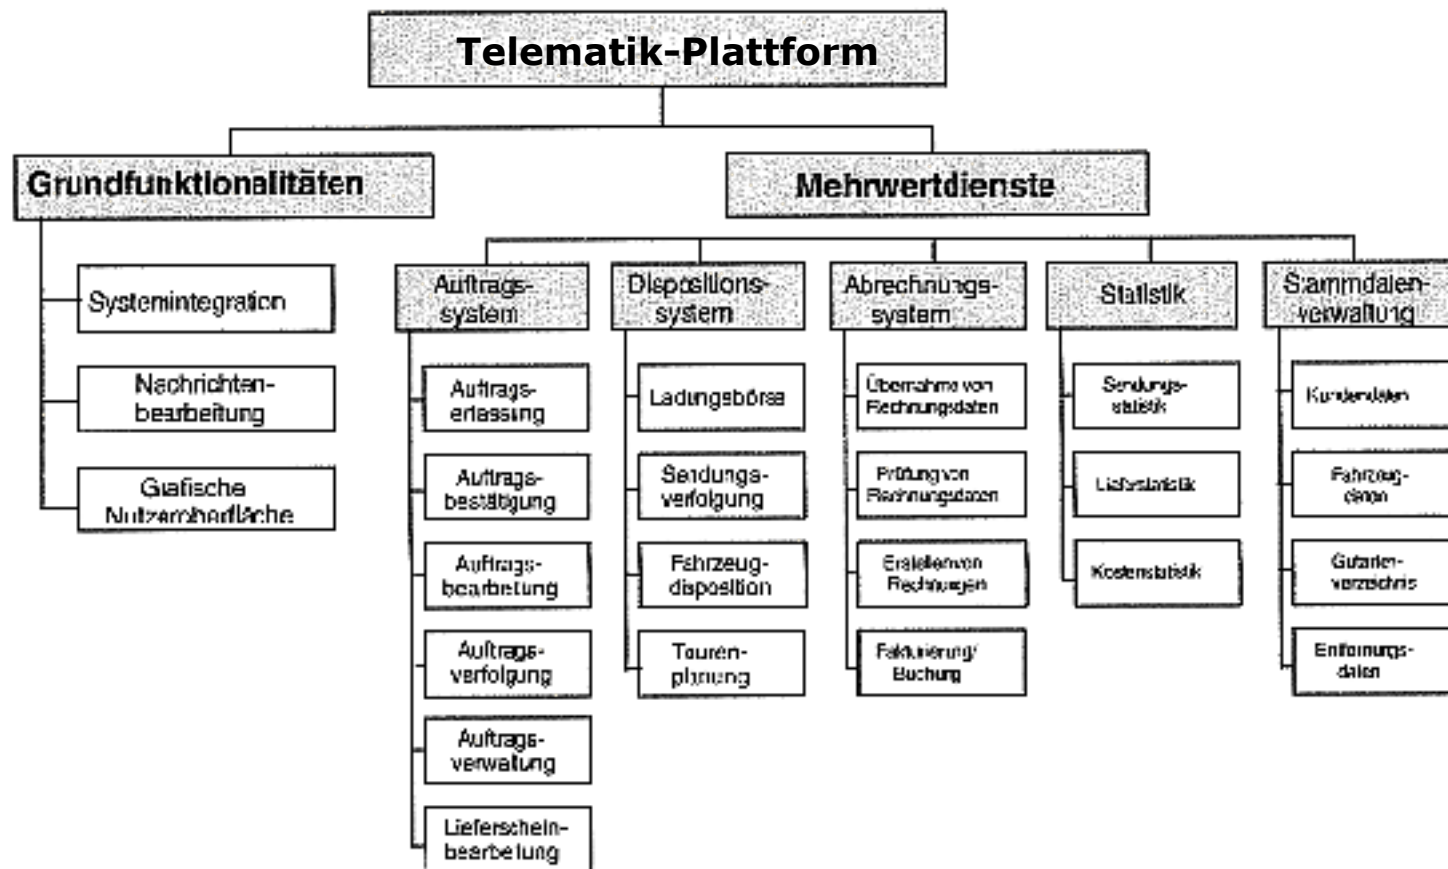 Telematik-Plattform
Grundfunktionalitäten
Mehrwertdienste
Systemintegration
Nachrichten-
bearbeitung
Grafische
Nutzeroberfläche
Auftrags-
system
Auftrags-
erfassung
Auftrags-
bestätigung
Auftrags-
bearbeitung
Auftrags-
verfolgung
Auftrags-
verwaltung
Lieferschein-
bearbeitung
Dispositions-
system
Ladungsbörse
Sendungs-
verfolgung
Fahrzeug-
disposition
Touren-
planung
Abrechnungs-
system
Übernahme von
Rechnungsdaten
Prüfung von
Rechnungsdaten
Erstellen von
Rechnungen
Fakturierung/
Buchung
Statistik
Sendungs-
statistik
Lieferstatistik
Kostenstatistik
Stammdaten-
verwaltung
Kundendaten
Fahrzeug-
daten
Gutarten-
verzeichnis
Entfernungs-
daten